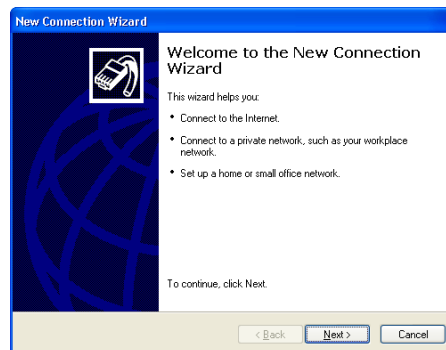 New Connection Wizard
Welcome to the New Connection
Wizard
This wizard helps you:
• Connect to the Internet.
• Connect to a private network, such as your workplace
network.
• Set up a home or small office network.
To continue, click Next.
< Back
Next >
Cancel